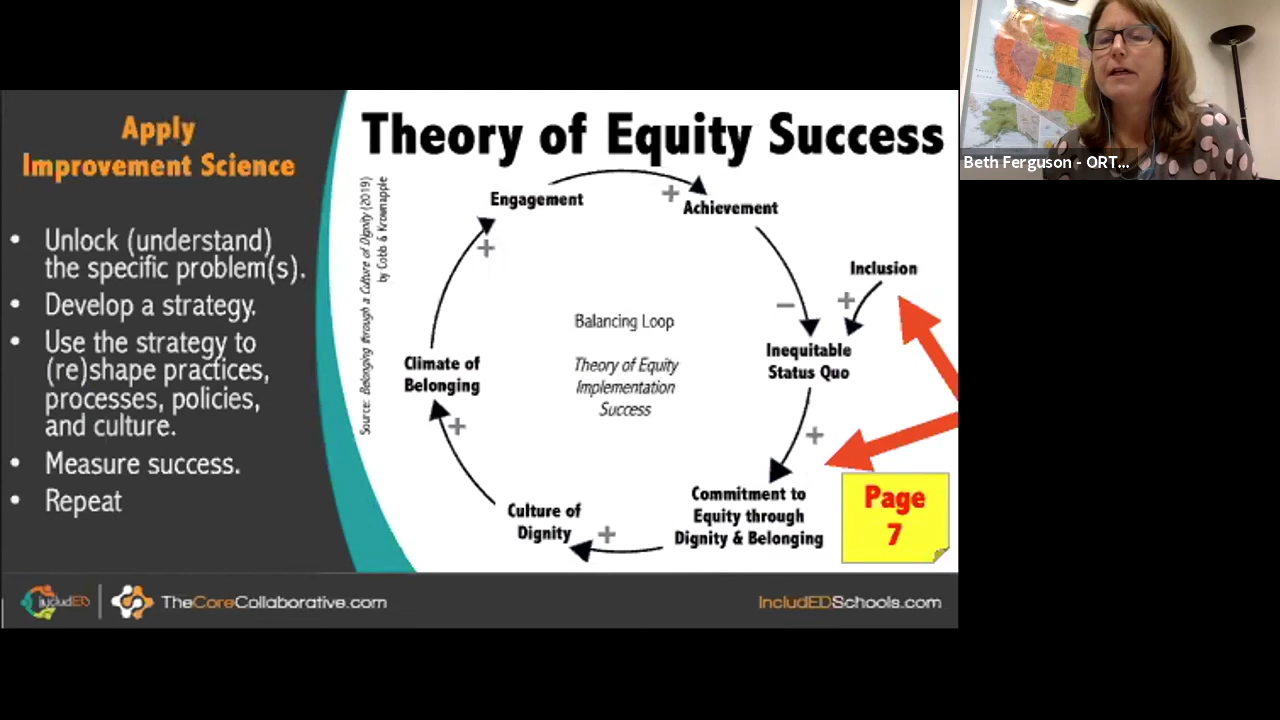 Apply
Improvement Science
• Unlock (understand)
the specific problem(s).
• Develop a strategy.
• Use the strategy to
(re)shape practices,
processes, policies,
and culture.
• Measure success.
• Repeat
Theory of Equity Success
Source: Belonging through a Culture of Dignity (2019)
by Cobb & Krownapple
Engagement
+
Achievement
Inclusion
+
−
Inequitable
Status Quo
+
Commitment to
Equity through
Dignity & Belonging
+
Culture of
Dignity
+
Climate of
Belonging
+
Balancing Loop
Theory of Equity
Implementation
Success
Page
7
IncludED
TheCoreCollaborative.com
IncludEDSchools.com
Beth Ferguson - ORT...